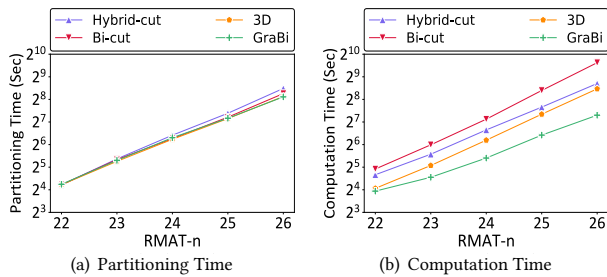 Hybrid-cut
3D
Bi-cut
GraBi
Partitioning Time (Sec)
2^10
2^9
2^8
2^7
2^6
2^5
2^4
2^3
22 23 24 25 26
RMAT-n
(a) Partitioning Time
Hybrid-cut
3D
Bi-cut
GraBi
Computation Time (Sec)
2^10
2^9
2^8
2^7
2^6
2^5
2^4
2^3
22 23 24 25 26
RMAT-n
(b) Computation Time